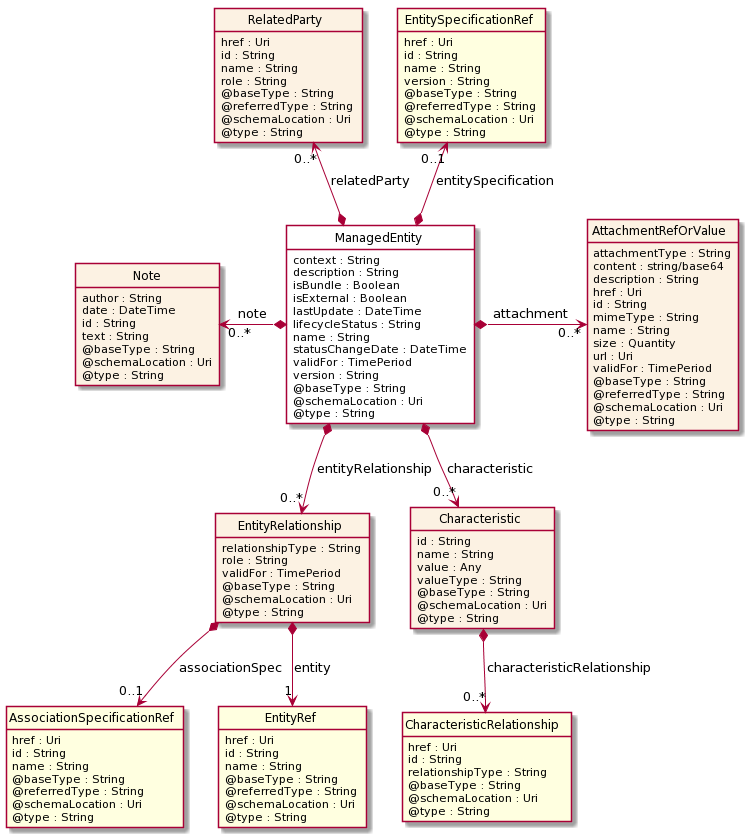 RelatedParty
href : Uri
id : String
name : String
role : String
@baseType : String
@referredType : String
@schemaLocation : Uri
@type : String
EntitySpecificationRef
href : Uri
id : String
name : String
version : String
@baseType : String
@referredType : String
@schemaLocation : Uri
@type : String
0..*
relatedParty
0..1
entitySpecification
Note
author : String
date : DateTime
id : String
text : String
@baseType : String
@schemaLocation : Uri
@type : String
note
0..*
ManagedEntity
context : String
description : String
isBundle : Boolean
isExternal : Boolean
lastUpdate : DateTime
lifecycleStatus : String
name : String
statusChangeDate : DateTime
validFor : TimePeriod
version : String
@baseType : String
@schemaLocation : Uri
@type : String
attachment
0..*
AttachmentRefOrValue
attachmentType : String
content : string/base64
description : String
href : Uri
id : String
mimeType : String
name : String
size : Quantity
url : Uri
validFor : TimePeriod
@baseType : String
@referredType : String
@schemaLocation : Uri
@type : String
entityRelationship
0..*
characteristic
0..*
EntityRelationship
relationshipType : String
role : String
validFor : TimePeriod
@baseType : String
@schemaLocation : Uri
@type : String
Characteristic
id : String
name : String
value : Any
valueType : String
@baseType : String
@schemaLocation : Uri
@type : String
associationSpec
0..1
entity
1
characteristicRelationship
0..*
AssociationSpecificationRef
href : Uri
id : String
name : String
@baseType : String
@referredType : String
@schemaLocation : Uri
@type : String
EntityRef
href : Uri
id : String
name : String
@baseType : String
@referredType : String
@schemaLocation : Uri
@type : String
CharacteristicRelationship
href : Uri
id : String
relationshipType : String
@baseType : String
@schemaLocation : Uri
@type : String